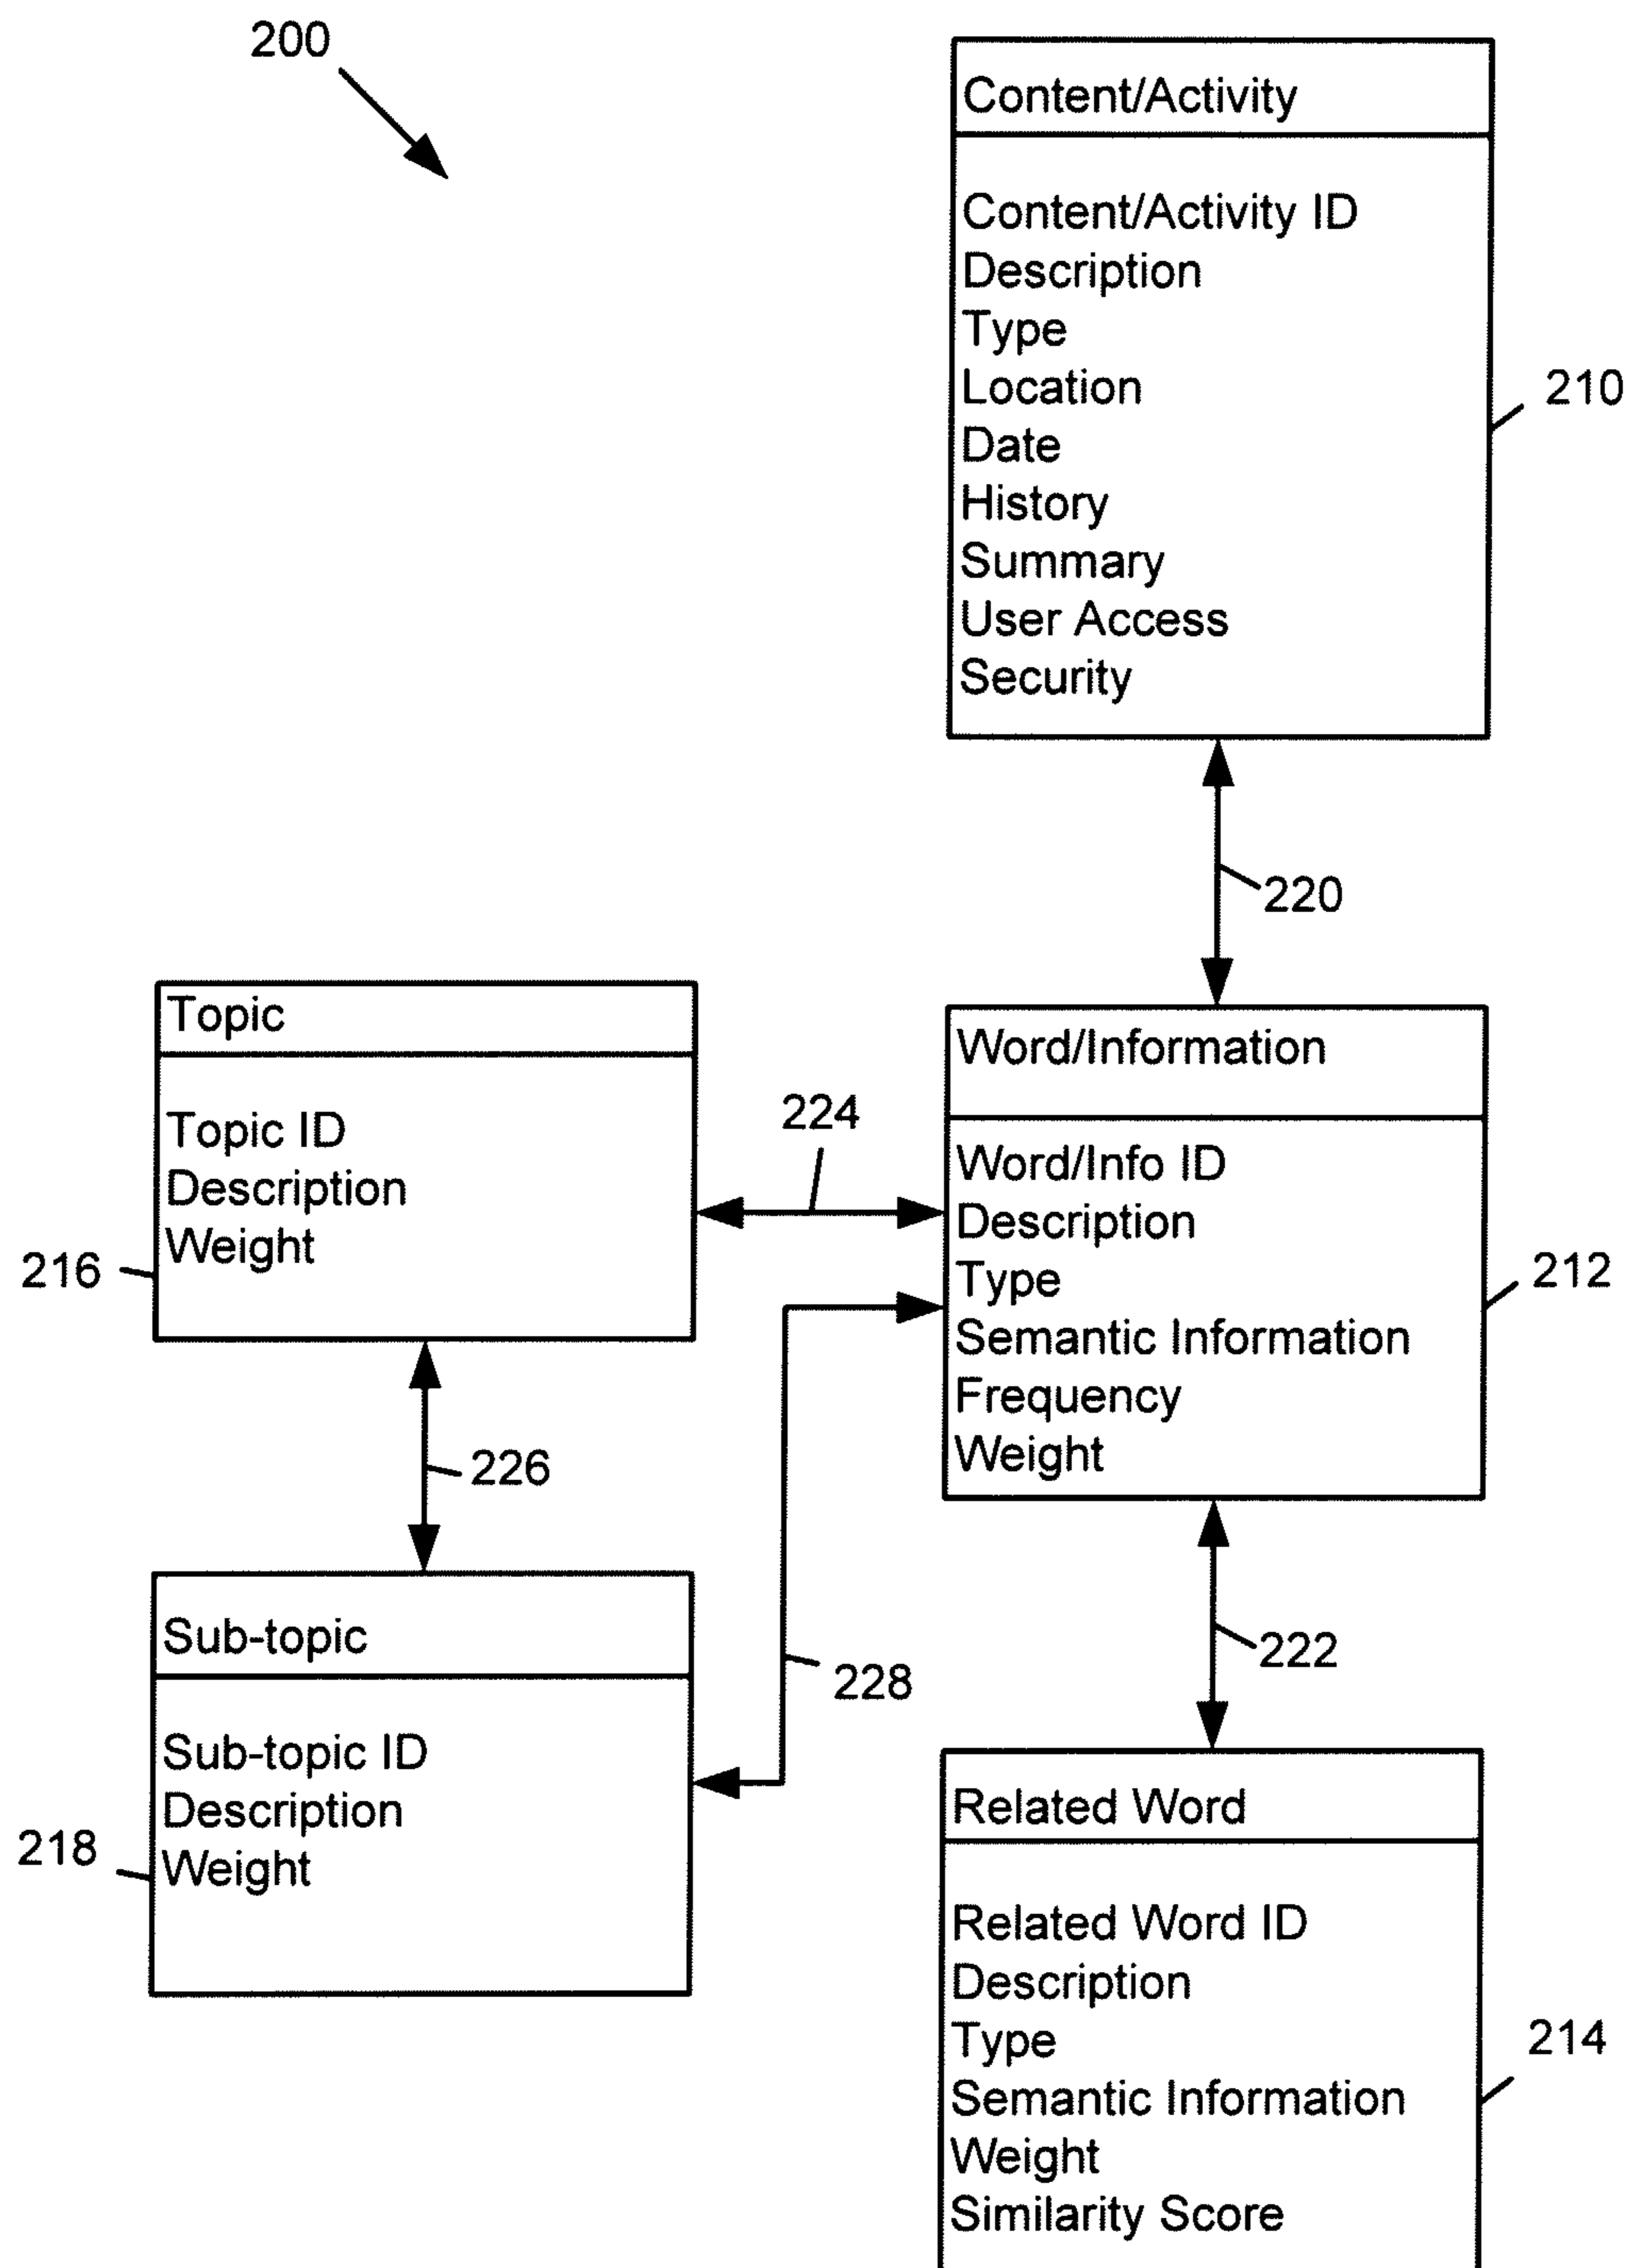 200
Content/Activity
Content/Activity ID
Description
Type
Location
Date
History
Summary
User Access
Security
210
220
Topic
Topic ID
Description
Weight
216
224
Word/Information
Word/Info ID
Description
Type
Semantic Information
Frequency
Weight
212
226
228
222
Sub-topic
Sub-topic ID
Description
Weight
218
Related Word
Related Word ID
Description
Type
Semantic Information
Weight
Similarity Score
214